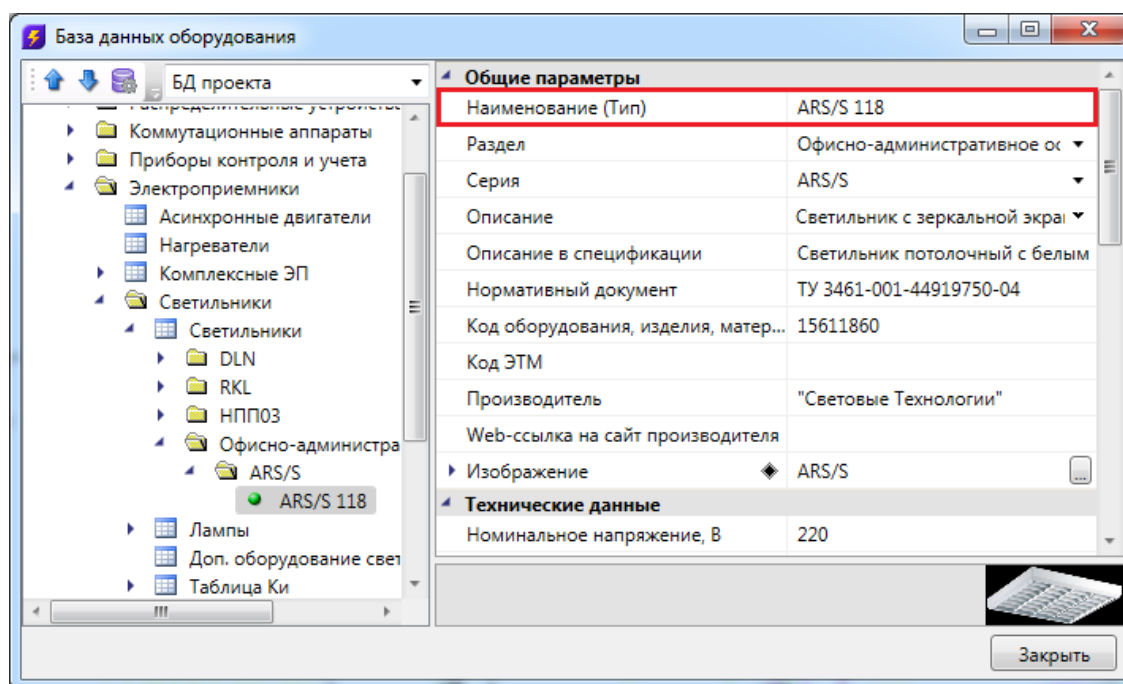 База данных оборудования
БД проекта
Коммутационные аппараты
Приборы контроля и учета
Электроприемники
Асинхронные двигатели
Нагреватели
Комплексные ЭП
Светильники
Светильники
DLN
RKL
НПП03
Офисно-администра
ARS/S
ARS/S 118
Лампы
Доп. оборудование свет
Таблица Ки
Общие параметры
Наименование (Тип) ARS/S 118
Раздел Офисно-административное ос
Серия ARS/S
Описание Светильник с зеркальной экра
Описание в спецификации Светильник потолочный с белым
Нормативный документ ТУ 3461-001-44919750-04
Код оборудования, изделия, матер... 15611860
Код ЭТМ
Производитель "Световые Технологии"
Web-ссылка на сайт производителя
Изображение ARS/S ...
Технические данные
Номинальное напряжение, В 220
Закрыть